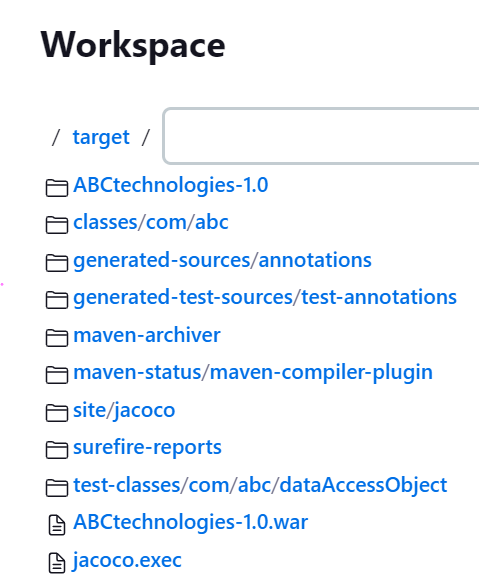 Workspace
/ target /
ABCtechnologies-1.0
classes/com/abc
generated-sources/annotations
generated-test-sources/test-annotations
maven-archiver
maven-status/maven-compiler-plugin
site/jacoco
surefire-reports
test-classes/com/abc/dataAccessObject
ABCtechnologies-1.0.war
jacoco.exec